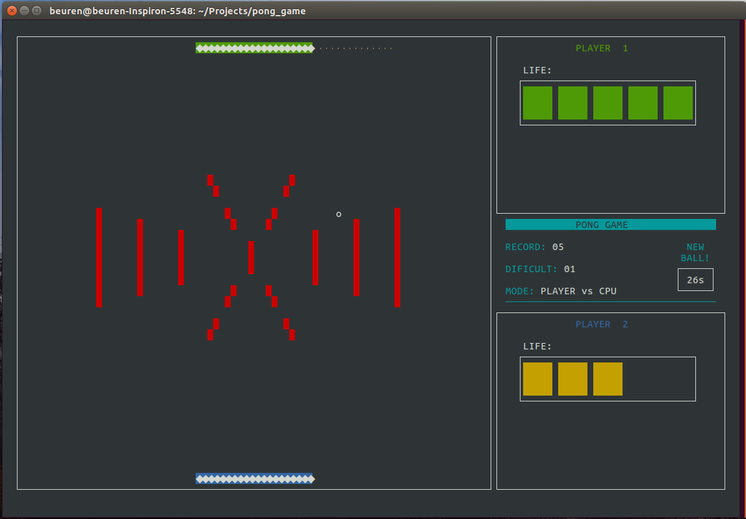 beuren@beuren-Inspiron-5548: ~/Projects/pong_game
PLAYER 1
LIFE:
PONG GAME
RECORD: 05
NEW
BALL!
DIFICULT: 01
26s
MODE: PLAYER vs CPU
PLAYER 2
LIFE: